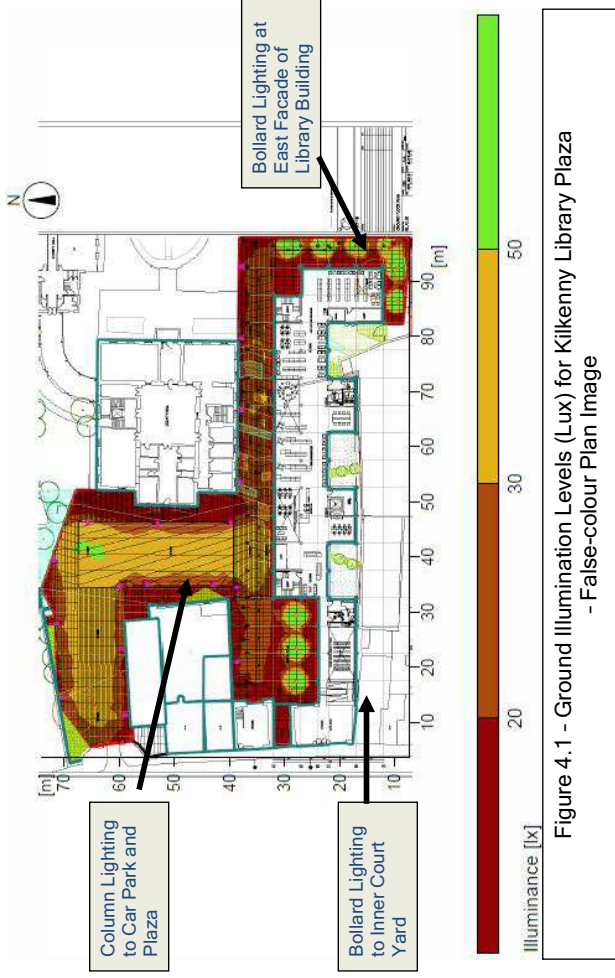 N
[m]
70
60
50
40
30
20
10
10
20
30
40
50
60
70
80
90
[m]
Column Lighting
to Car Park and
Plaza
Bollard Lighting
to Inner Court
Yard
Bollard Lighting at
East Facade of
Library Building
Illuminance [lx]
20
30
50
Figure 4.1 - Ground Illumination Levels (Lux) for Kilkenny Library Plaza
- False-colour Plan Image